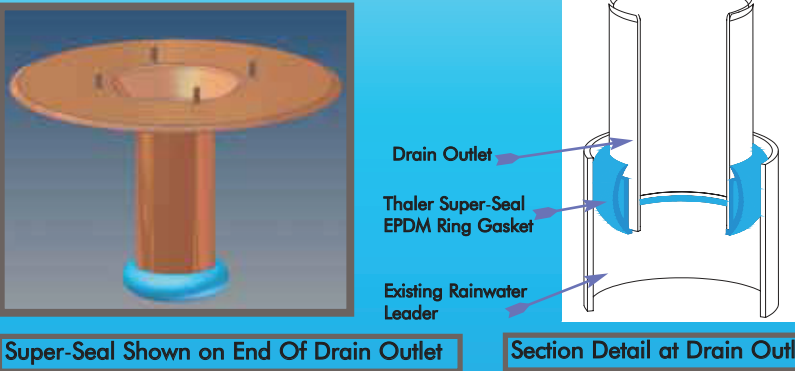 Drain Outlet
Thaler Super-Seal
EPDM Ring Gasket
Existing Rainwater
Leader
Super-Seal Shown on End Of Drain Outlet
Section Detail at Drain Outl